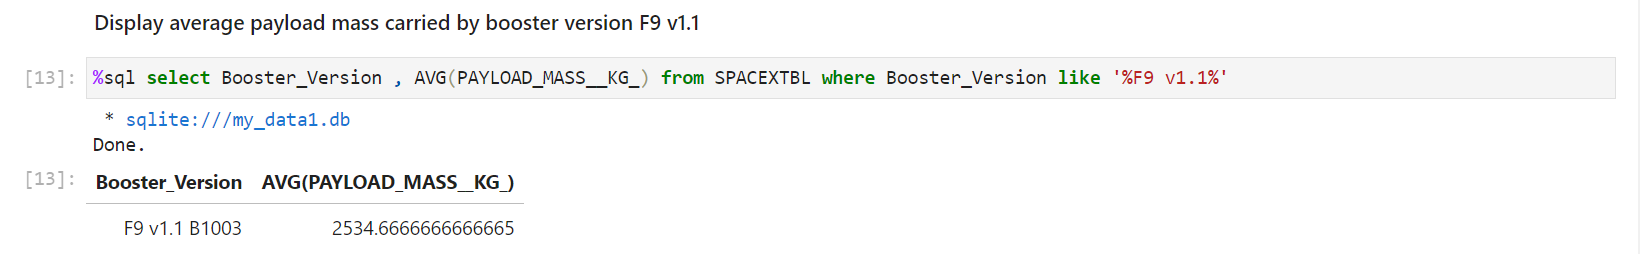 Display average payload mass carried by booster version F9 v1.1
[13]: %sql select Booster_Version , AVG(PAYLOAD_MASS__KG_) from SPACEXTBL where Booster_Version like '%F9 v1.1%'
* sqlite:///my_data1.db
Done.
[13]: Booster_Version AVG(PAYLOAD_MASS__KG_)
F9 v1.1 B1003 2534.6666666666665